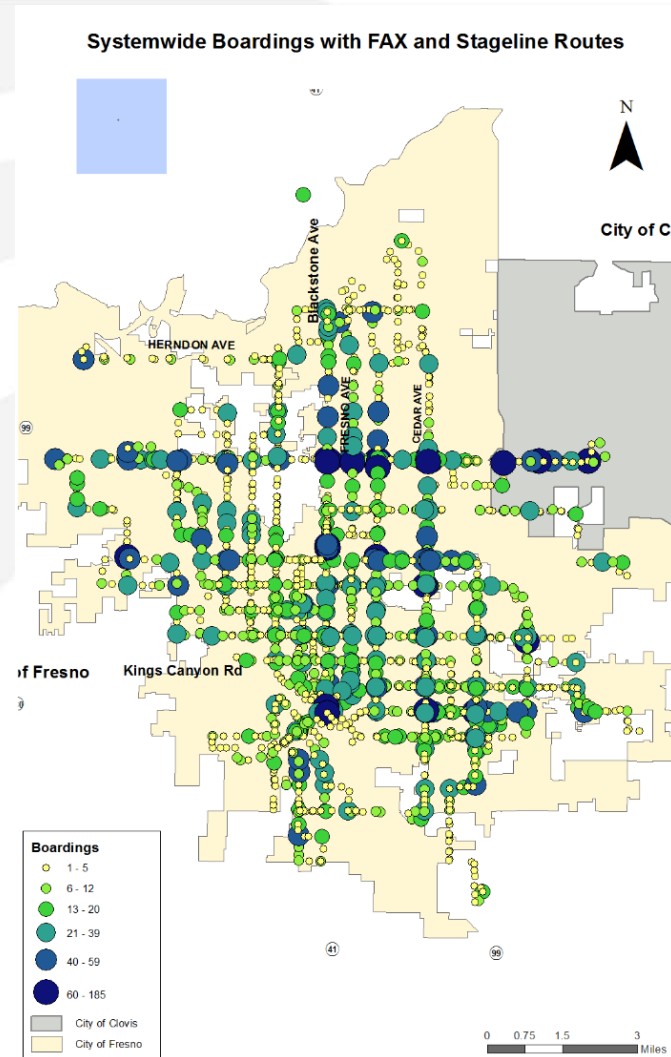 Systemwide Boardings with FAX and Stageline Routes
41
N
City of C
Blackstone Ave
HERNDON AVE
FRESNO AVE
CEDAR AVE
99
of Fresno
Kings Canyon Rd
Boardings
1 - 5
6 - 12
13 - 20
21 - 39
40 - 59
60 - 185
City of Clovis
City of Fresno
41
99
0 0.75 1.5 3
Miles